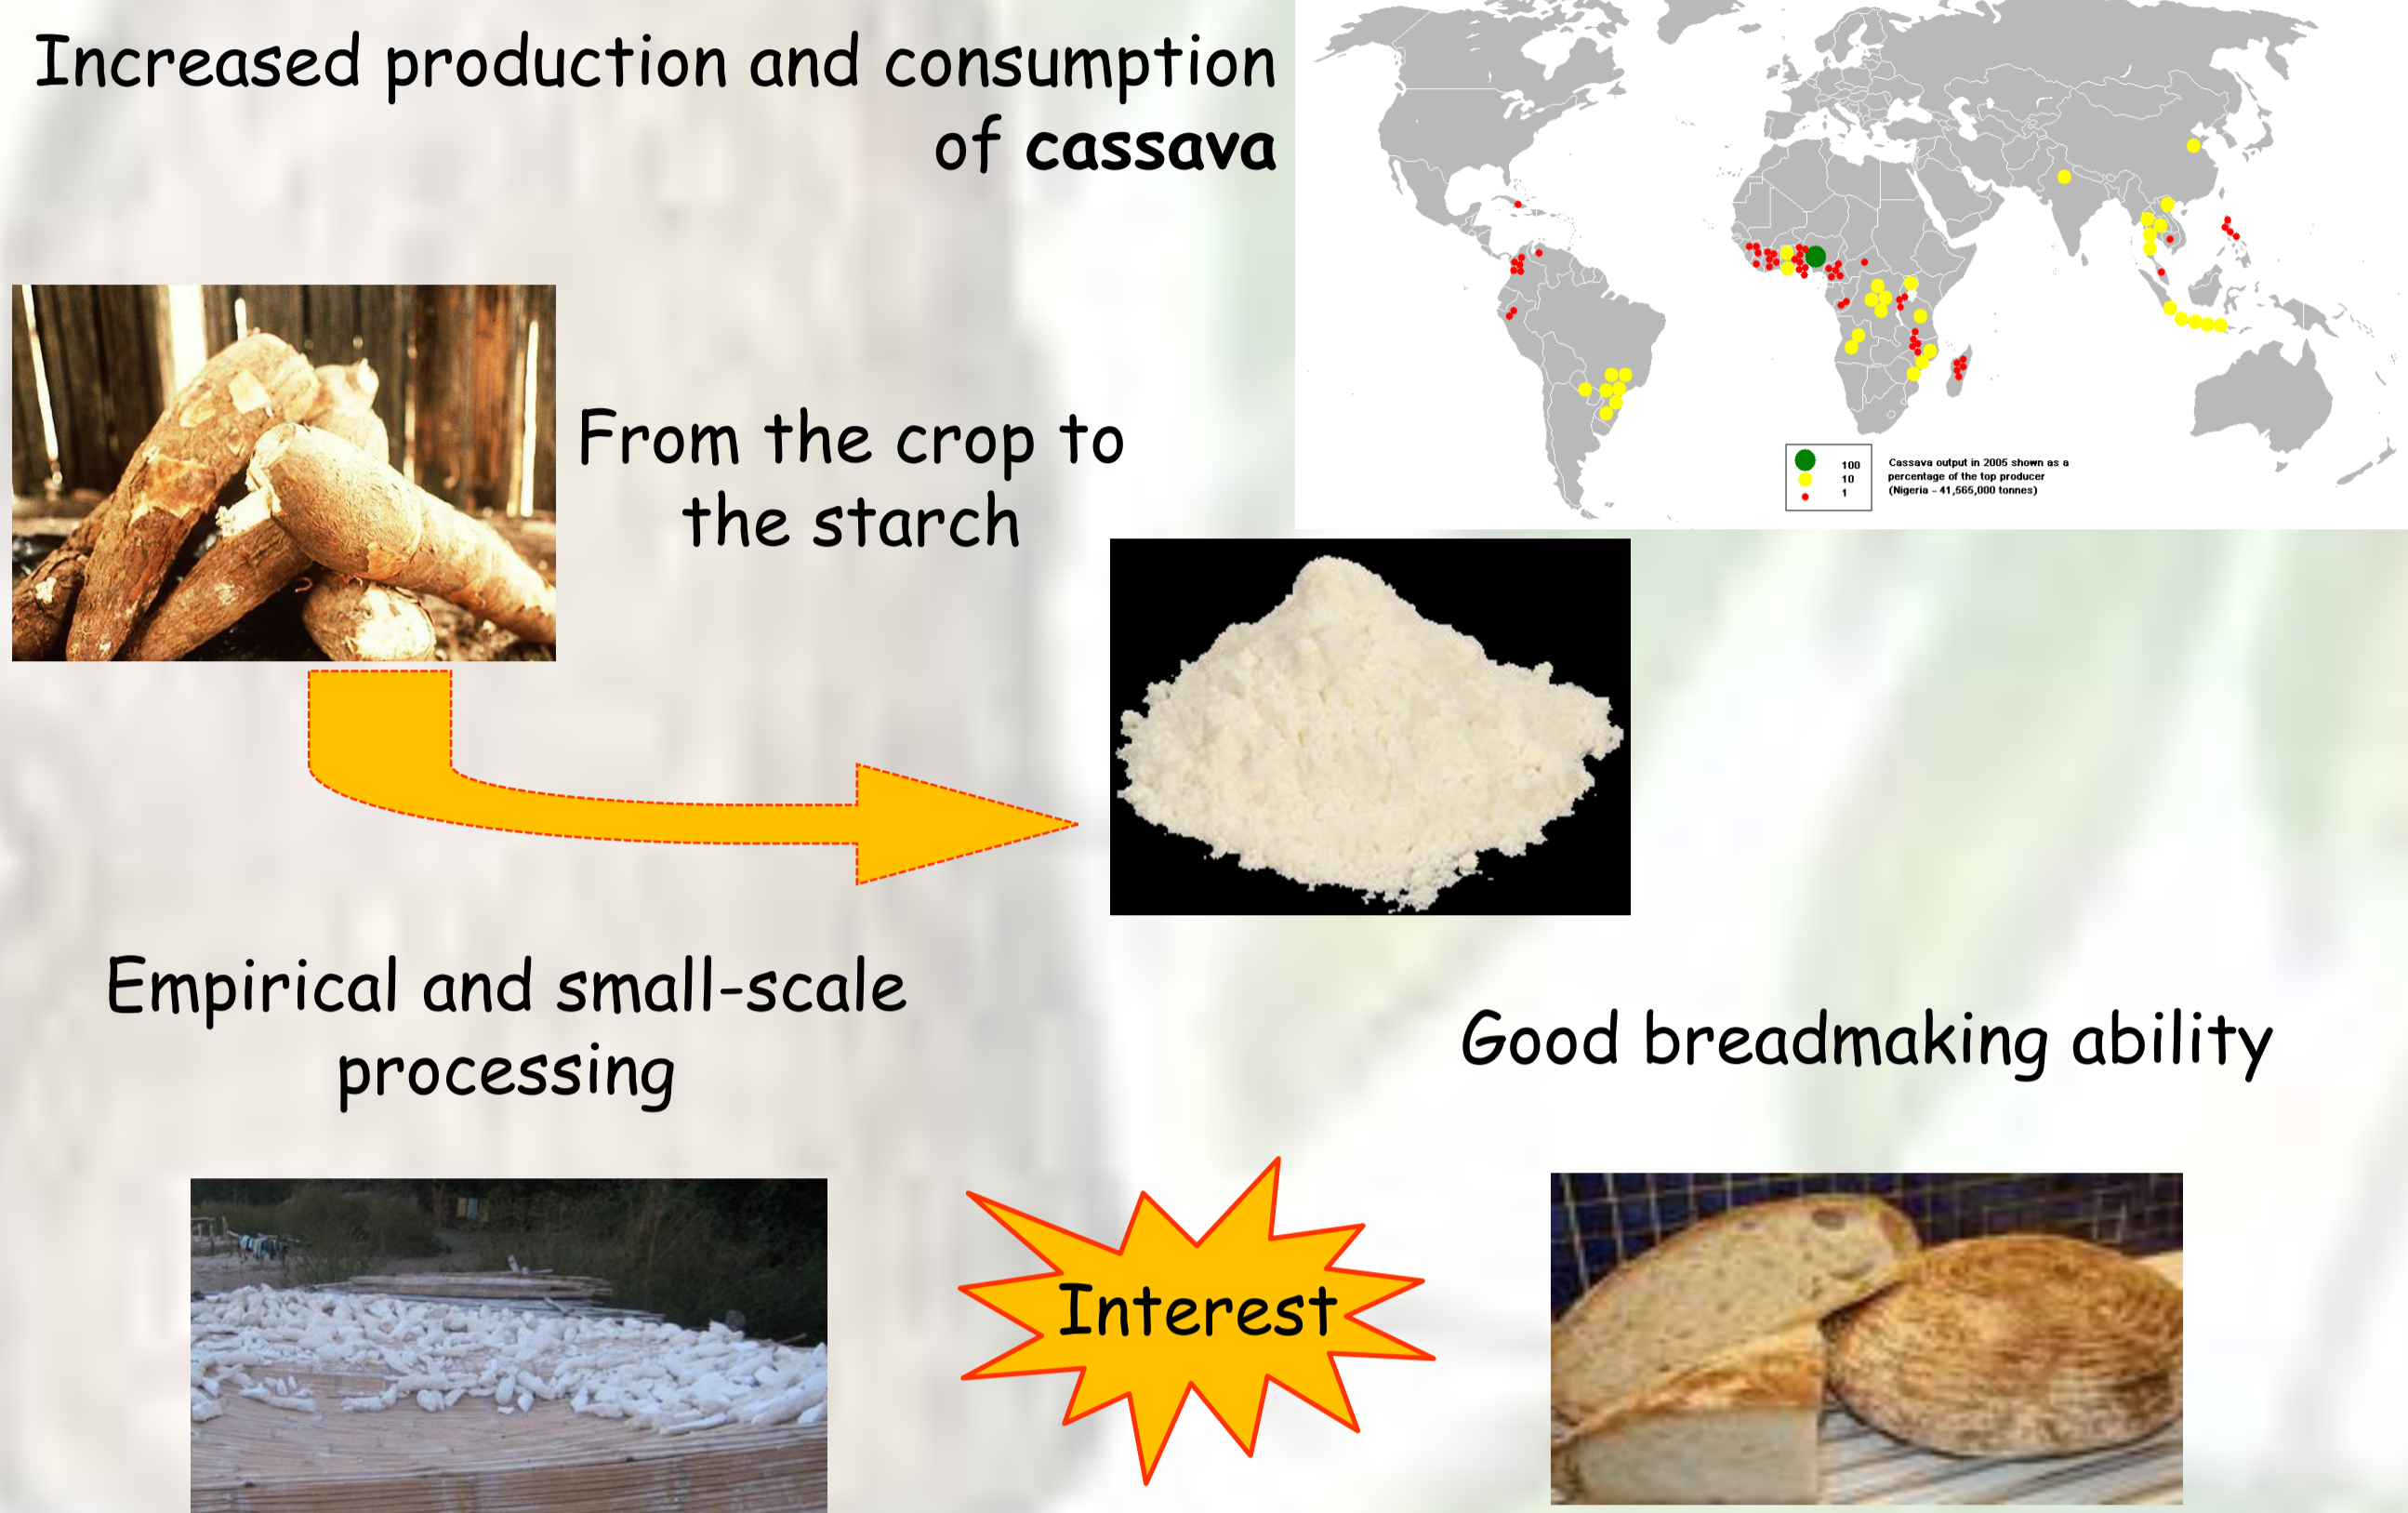 Increased production and consumption
of cassava
From the crop to
the starch
100
10
1
Cassava output in 2005 shown as a
percentage of the top producer
(Nigeria - 41,565,000 tonnes)
Empirical and small-scale
processing
Good breadmaking ability
Interest